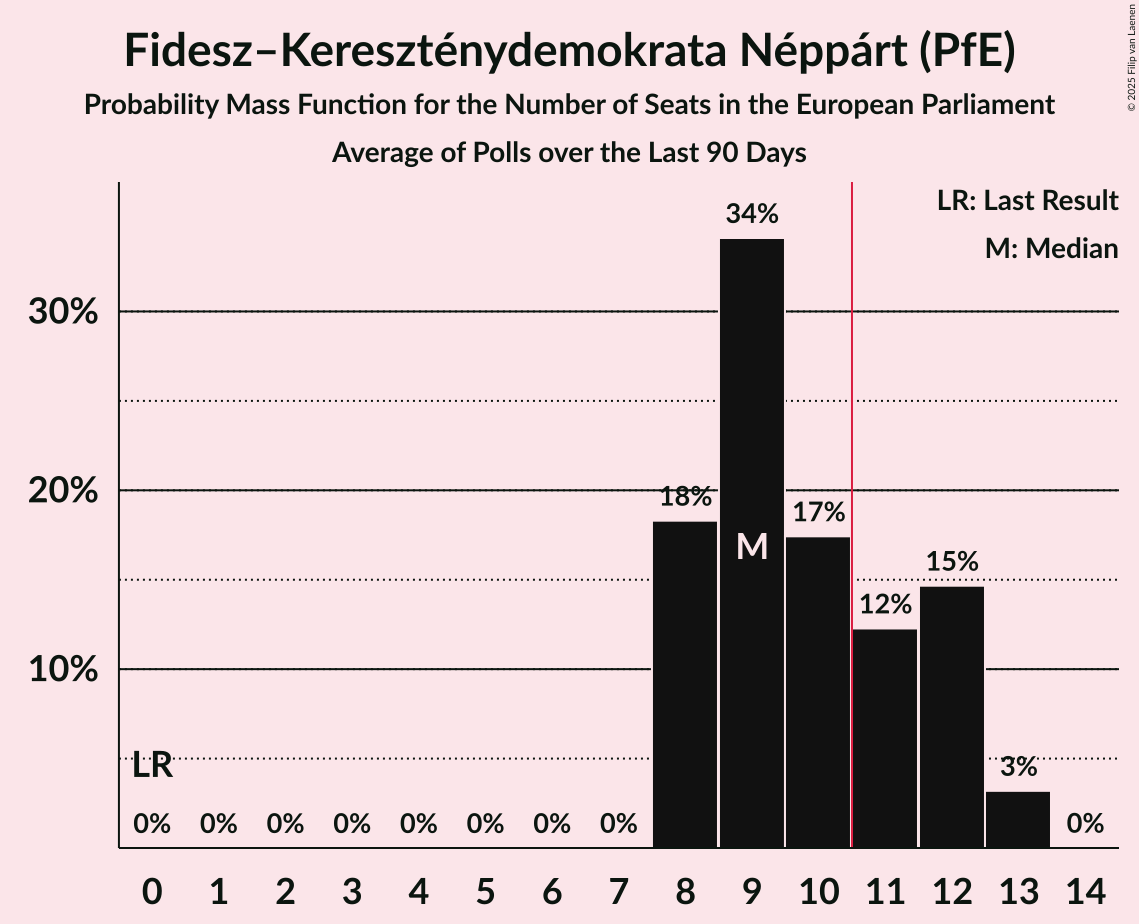 Fidesz–Kereszténydemokrata Néppárt (PfE)
Probability Mass Function for the Number of Seats in the European Parliament
Average of Polls over the Last 90 Days
© 2025 Filip van Laenen
LR: Last Result
M: Median
34%
30%
20%
18%
17%
M
15%
12%
10%
LR
3%
0% 0% 0% 0% 0% 0% 0% 0% 0%
0 1 2 3 4 5 6 7 8 9 10 11 12 13 14